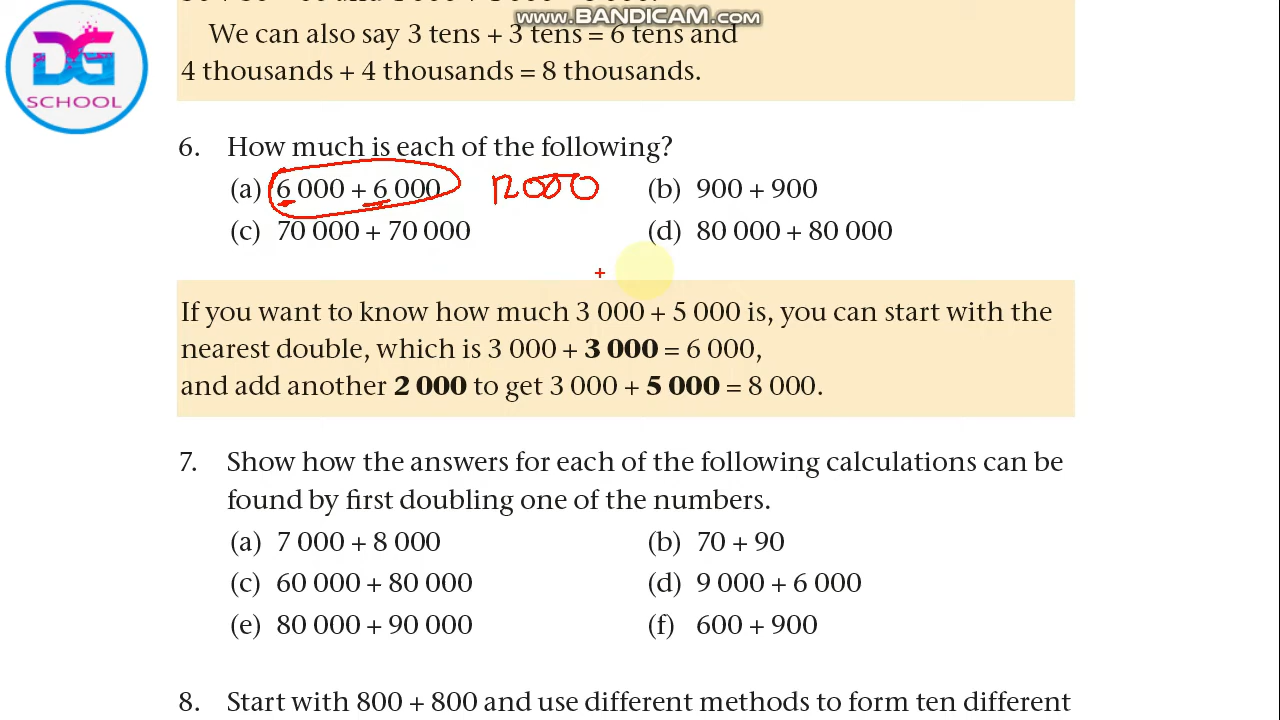 www.BANDICAM.com
DG
SCHOOL
We can also say 3 tens + 3 tens = 6 tens and
4 thousands + 4 thousands = 8 thousands.
6. How much is each of the following?
(a) 6 000 + 6 000 12000 (b) 900 + 900
(c) 70 000 + 70 000 (d) 80 000 + 80 000
+
If you want to know how much 3 000 + 5 000 is, you can start with the
nearest double, which is 3 000 + 3 000 = 6 000,
and add another 2 000 to get 3 000 + 5 000 = 8 000.
7. Show how the answers for each of the following calculations can be
found by first doubling one of the numbers.
(a) 7 000 + 8 000 (b) 70 + 90
(c) 60 000 + 80 000 (d) 9 000 + 6 000
(e) 80 000 + 90 000 (f) 600 + 900
8. Start with 800 + 800 and use different methods to form ten different